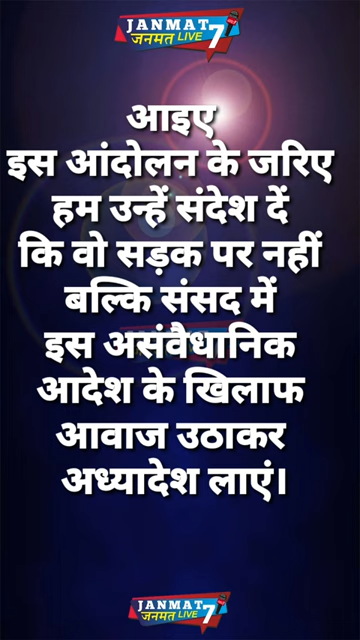 JANMAT 7
जनमत LIVE
आइए
इस आंदोलन के जरिए
हम उन्हें संदेश दें
कि वो सड़क पर नहीं
बल्कि संसद में
इस असंवैधानिक
आदेश के खिलाफ
आवाज उठाकर
अध्यादेश लाएं।
JANMAT 7
जनमत LIVE